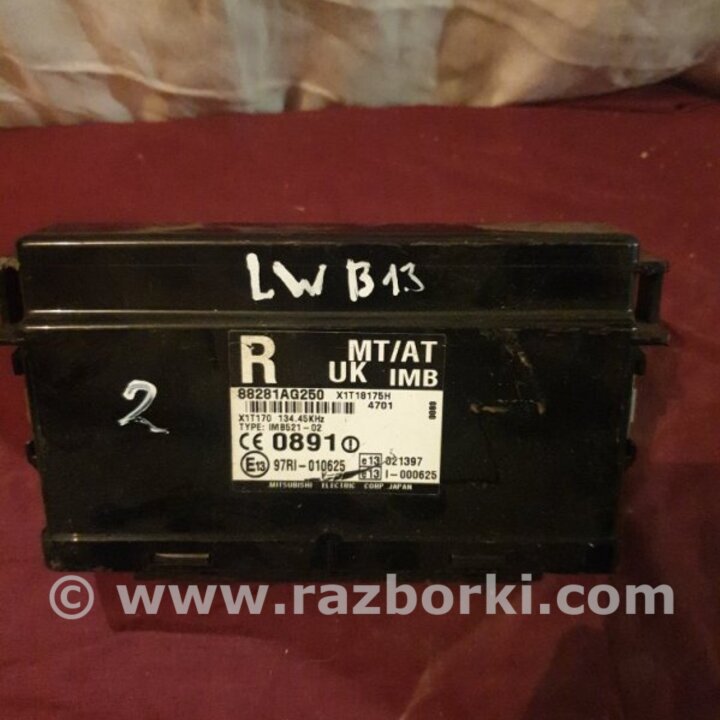 LW B13
2
R MT/AT
UK IMB
88281AG250 X1T18175H
4701
0080
X1T170 134.45KHz
TYPE: IMB521-02
CE 0891
E13 97RI-010625 e13 021397
E13 I-000625
MITSUBISHI ELECTRIC CORP.JAPAN
© www.razborki.com